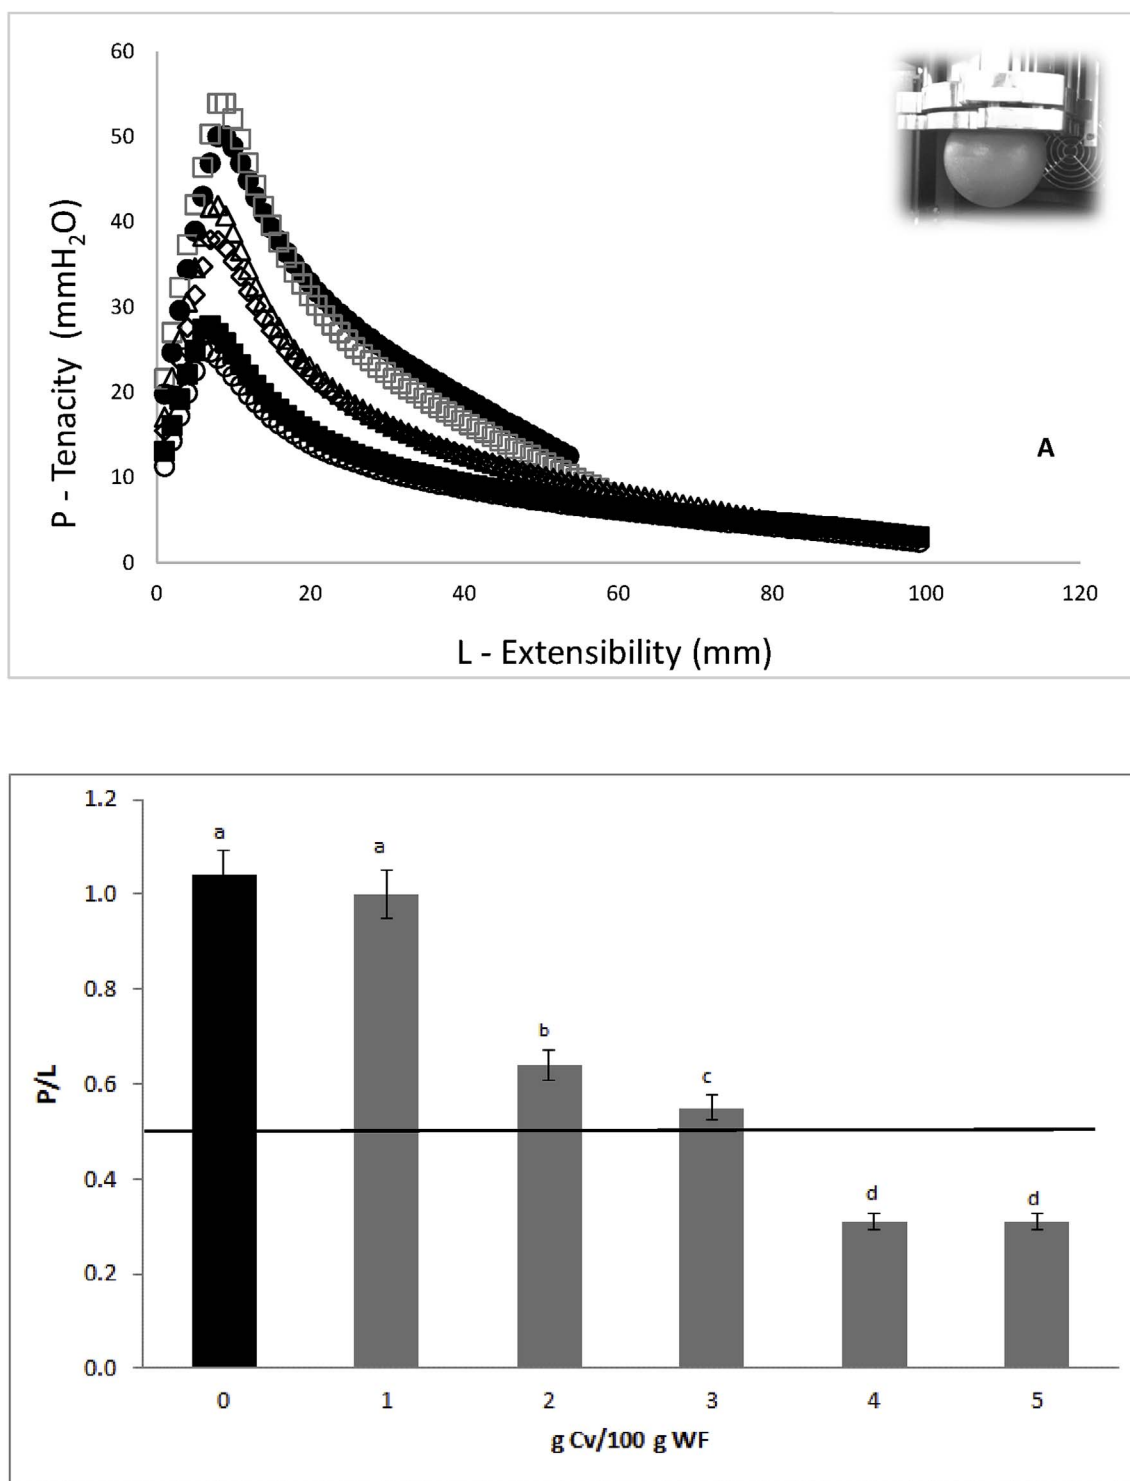 60
50
40
30
20
10
0
P - Tenacity (mmH₂O)
A
0 20 40 60 80 100 120
L - Extensibility (mm)
1.2
1.0
0.8
0.6
0.4
0.2
0.0
P/L
a
a
b
c
d
d
0 1 2 3 4 5
g Cv/100 g WF